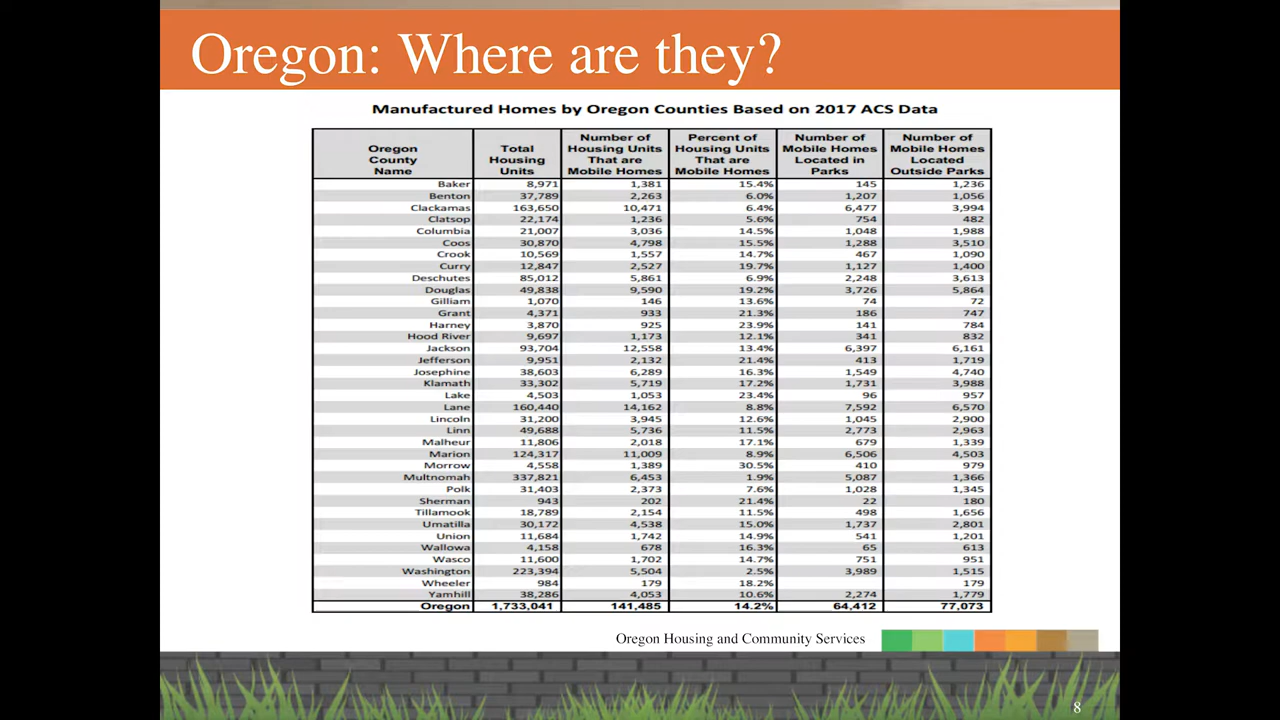 Oregon: Where are they?
Manufactured Homes by Oregon Counties Based on 2017 ACS Data
Oregon County Name Total Housing Units Number of Housing Units That are Mobile Homes Percent of Housing Units That are Mobile Homes Number of Mobile Homes Located in Parks Number of Mobile Homes Located Outside Parks
Baker 8,971 1,381 15.4% 145 1,236
Benton 37,789 2,263 6.0% 1,207 1,056
Clackamas 163,650 10,471 6.4% 6,477 3,994
Clatsop 22,174 1,236 5.6% 754 482
Columbia 21,007 3,036 14.5% 1,048 1,988
Coos 30,870 4,798 15.5% 1,288 3,510
Crook 10,569 1,557 14.7% 467 1,090
Curry 12,847 2,527 19.7% 1,127 1,400
Deschutes 85,012 5,861 6.9% 2,248 3,613
Douglas 49,838 9,590 19.2% 3,726 5,864
Gilliam 1,070 146 13.6% 74 72
Grant 4,371 933 21.3% 186 747
Harney 3,870 925 23.9% 141 784
Hood River 9,697 1,173 12.1% 341 832
Jackson 93,704 12,558 13.4% 6,397 6,161
Jefferson 9,951 2,132 21.4% 413 1,719
Josephine 38,603 6,289 16.3% 1,549 4,740
Klamath 33,302 5,719 17.2% 1,731 3,988
Lake 4,503 1,053 23.4% 96 957
Lane 160,440 14,162 8.8% 7,592 6,570
Lincoln 31,200 3,945 12.6% 1,045 2,900
Linn 49,688 5,736 11.5% 2,773 2,963
Malheur 11,806 2,018 17.1% 679 1,339
Marion 124,317 11,009 8.9% 6,506 4,503
Morrow 4,558 1,389 30.5% 410 979
Multnomah 337,821 6,453 1.9% 5,087 1,366
Polk 31,403 2,373 7.6% 1,028 1,345
Sherman 943 202 21.4% 22 180
Tillamook 18,789 2,154 11.5% 498 1,656
Umatilla 30,172 4,538 15.0% 1,737 2,801
Union 11,684 1,742 14.9% 541 1,201
Wallowa 4,158 678 16.3% 65 613
Wasco 11,600 1,702 14.7% 751 951
Washington 223,394 5,504 2.5% 3,989 1,515
Wheeler 984 179 18.2% 179
Yamhill 38,286 4,053 10.6% 2,274 1,779
Oregon 1,733,041 141,485 14.2% 64,412 77,073
Oregon Housing and Community Services
8